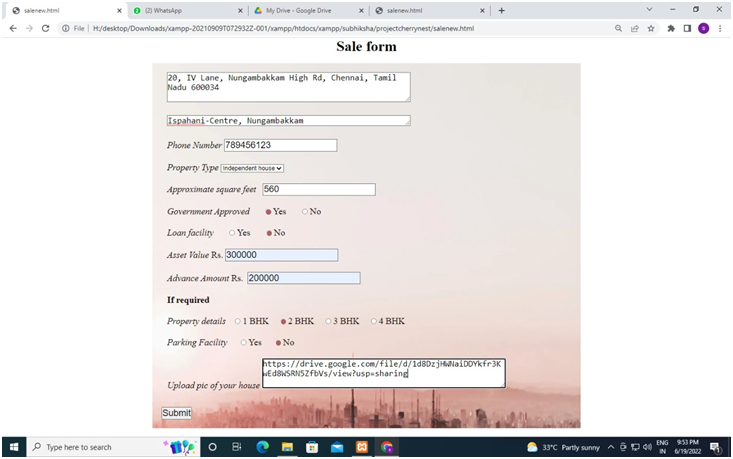 salenew.html
(2) WhatsApp
My Drive - Google Drive
salenew.html
File
H:/desktop/Downloads/xampp-20210909T072932Z-001/xampp/htdocs/xampp/subhiksha/projectcherrynest/salenew.html
Sale form
20, IV Lane, Nungambakkam High Rd, Chennai, Tamil
Nadu 600034
Ispahani-Centre, Nungambakkam
Phone Number 789456123
Property Type Independent house
Approximate square feet 560
Government Approved Yes No
Loan facility Yes No
Asset Value Rs. 300000
Advance Amount Rs. 200000
If required
Property details 1 BHK 2 BHK 3 BHK 4 BHK
Parking Facility Yes No
https://drive.google.com/file/d/1d8DzjHWNaiDDYkfr3K
wEd8WSRN5ZfbVs/view?usp=sharing
Upload pic of your house
Submit
Type here to search
33°C Partly sunny
ENG
IN
9:53 PM
6/19/2022